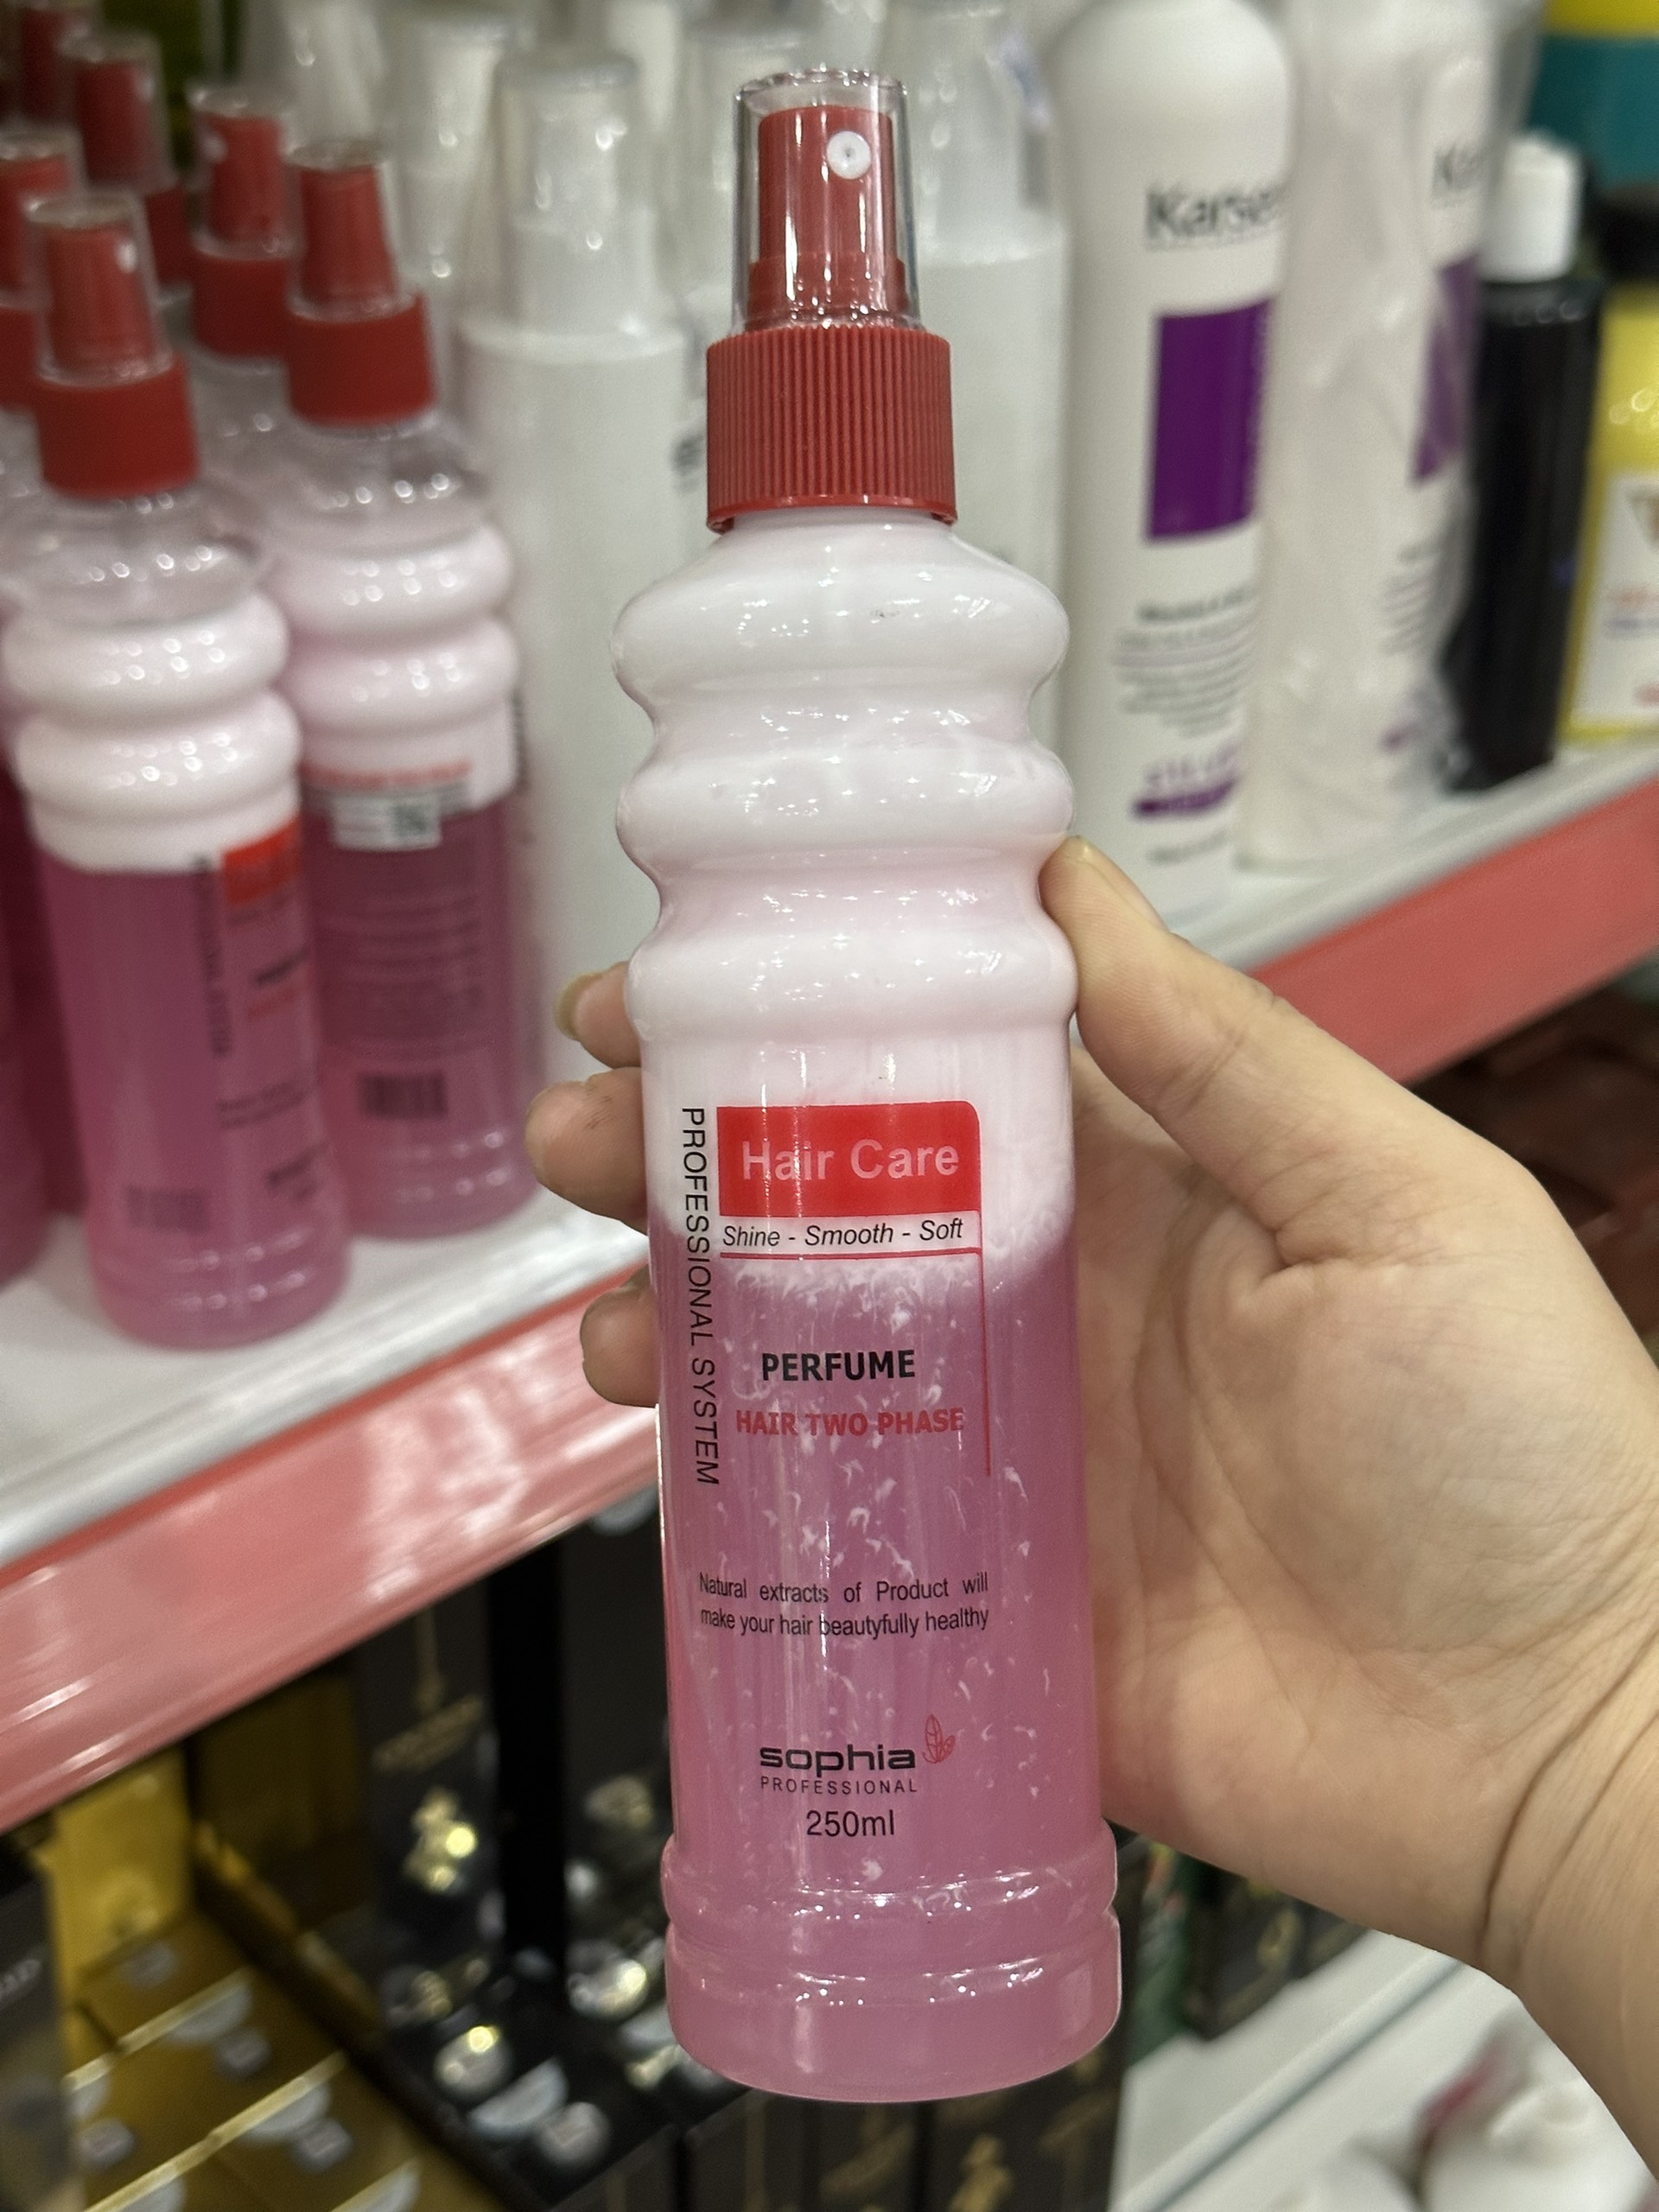 Hair Care
Shine - Smooth - Soft
PROFESSIONAL SYSTEM
PERFUME
HAIR TWO PHASE
Natural extracts of Product will
make your hair beautyfully healthy
sophia
PROFESSIONAL
250ml